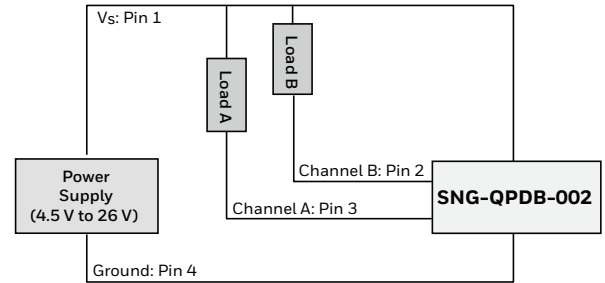 Vs: Pin 1
Load A
Load B
Channel B: Pin 2
Power
Supply
(4.5 V to 26 V)
SNG-QPDB-002
Channel A: Pin 3
Ground: Pin 4